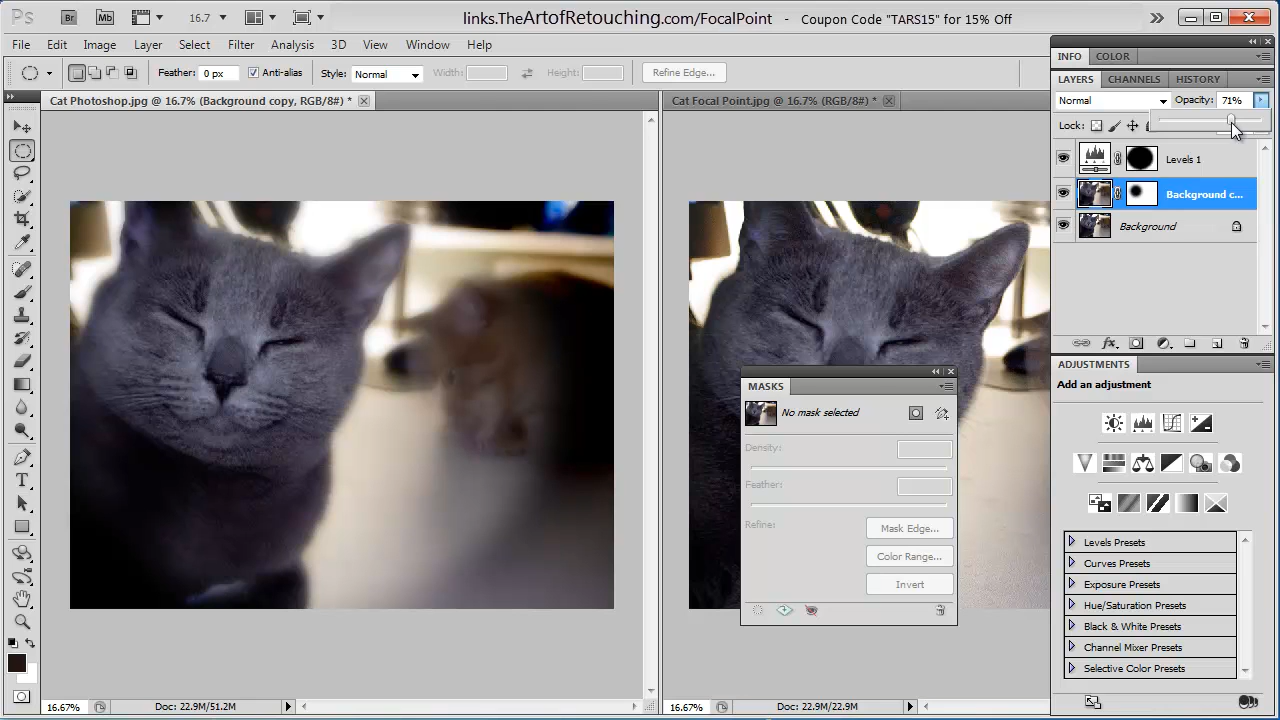 Ps Br Mb 16.7 links.TheArtofRetouching.com/FocalPoint - Coupon Code "TARS15" for 15% Off
File Edit Image Layer Select Filter Analysis 3D View Window Help
Feather: 0 px Anti-alias Style: Normal Width: Height: Refine Edge...
INFO COLOR
LAYERS CHANNELS HISTORY
Cat Photoshop.jpg @ 16.7% (Background copy, RGB/8#) *
Cat Focal Point.jpg @ 16.7% (RGB/8#) *
Normal Opacity: 71%
Lock:
Levels 1
Background c...
Background
fx
ADJUSTMENTS
Add an adjustment
MASKS
No mask selected
Density:
Feather:
Refine: Mask Edge...
Color Range...
Invert
Levels Presets
Curves Presets
Exposure Presets
Hue/Saturation Presets
Black & White Presets
Channel Mixer Presets
Selective Color Presets
16.67% Doc: 22.9M/51.2M
16.67% Doc: 22.9M/22.9M